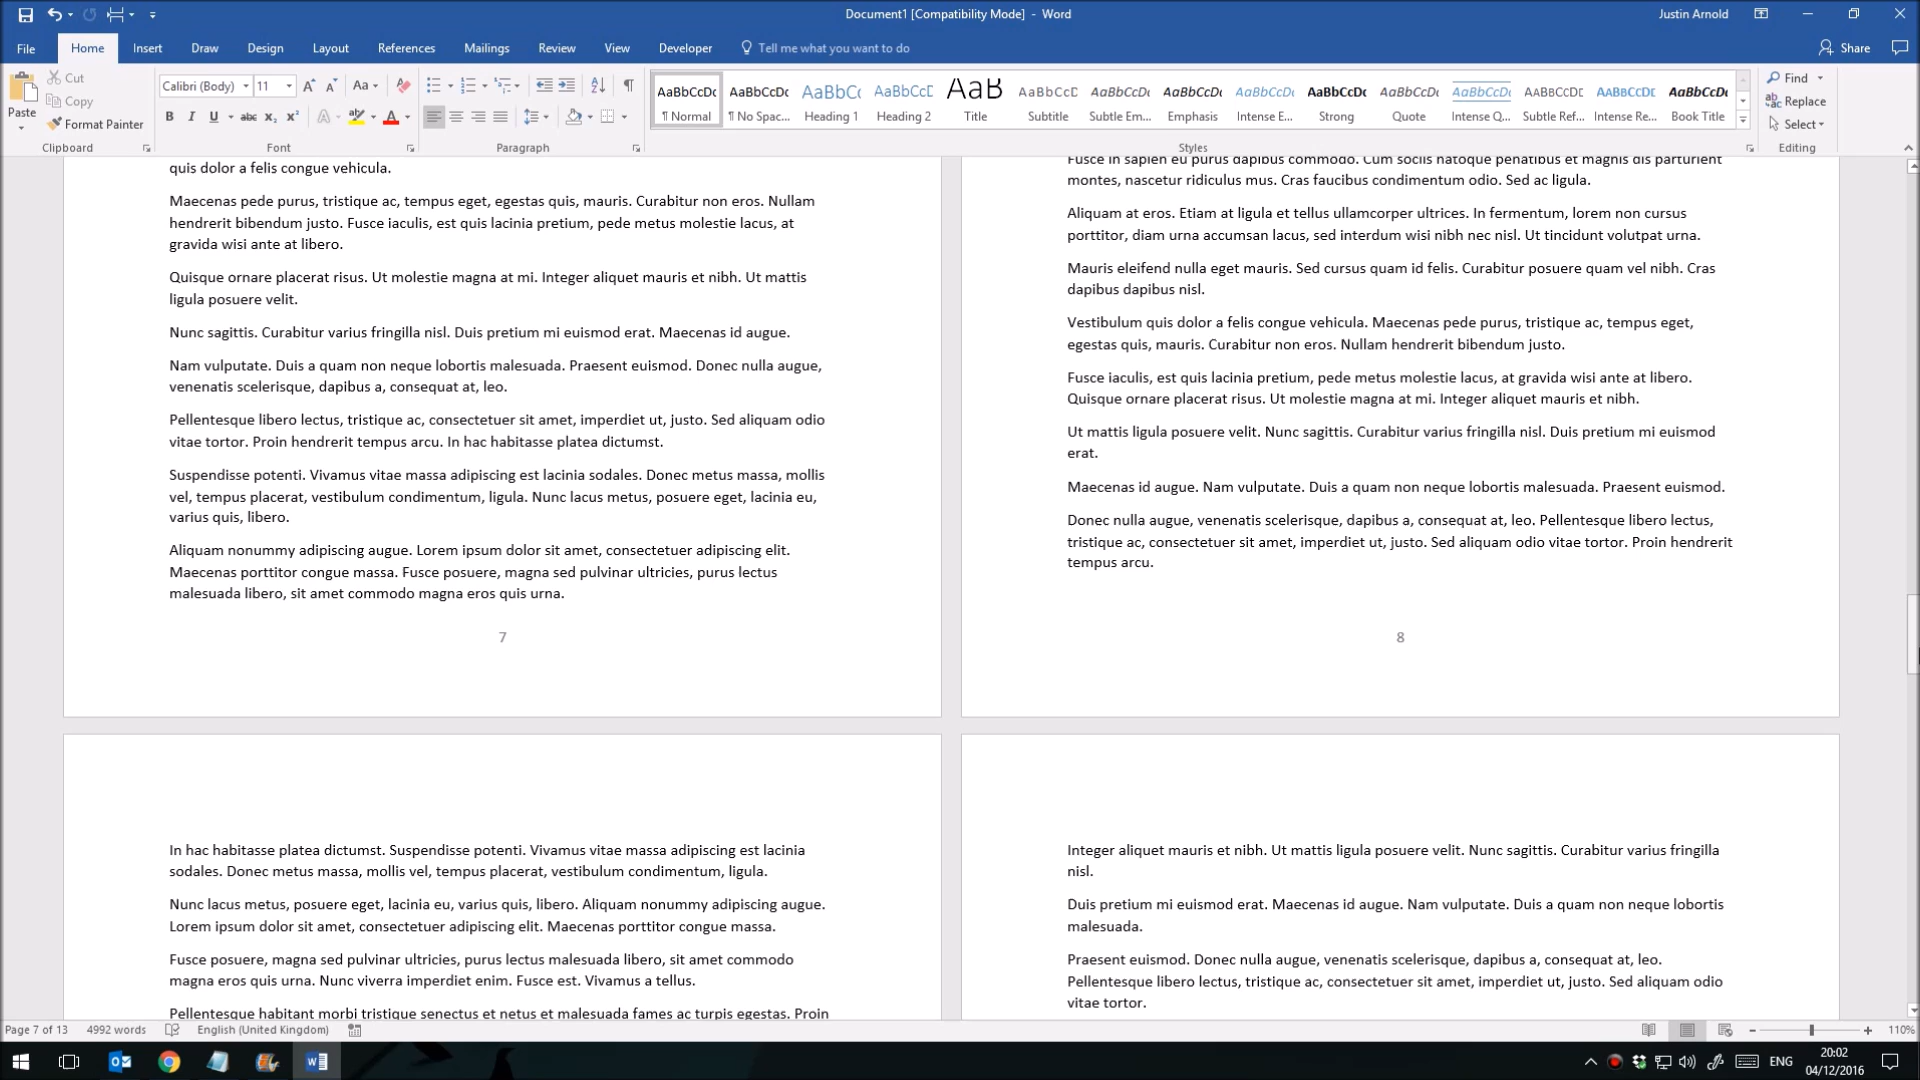 Document1 [Compatibility Mode] - Word
Justin Arnold
File
Home
Insert
Draw
Design
Layout
References
Mailings
Review
View
Developer
Tell me what you want to do
Share
Paste
Cut
Copy
Format Painter
Clipboard
Calibri (Body)
11
Font
Paragraph
AaBbCcDc
¶ Normal
AaBbCcDc
¶ No Spac...
AaBbCc
Heading 1
AaBbCcD
Heading 2
AaB
Title
AaBbCcD
Subtitle
AaBbCcDc
Subtle Em...
AaBbCcDc
Emphasis
AaBbCcDc
Intense E...
AaBbCcDc
Strong
AaBbCcDc
Quote
AaBbCcDc
Intense Q...
AaBbCcDd
Subtle Ref...
AaBbCcDd
Intense Re...
AaBbCcDc
Book Title
Styles
Find
Replace
Select
Editing
quis dolor a felis congue vehicula.
Maecenas pede purus, tristique ac, tempus eget, egestas quis, mauris. Curabitur non eros. Nullam
hendrerit bibendum justo. Fusce iaculis, est quis lacinia pretium, pede metus molestie lacus, at
gravida wisi ante at libero.
Quisque ornare placerat risus. Ut molestie magna at mi. Integer aliquet mauris et nibh. Ut mattis
ligula posuere velit.
Nunc sagittis. Curabitur varius fringilla nisl. Duis pretium mi euismod erat. Maecenas id augue.
Nam vulputate. Duis a quam non neque lobortis malesuada. Praesent euismod. Donec nulla augue,
venenatis scelerisque, dapibus a, consequat at, leo.
Pellentesque libero lectus, tristique ac, consectetuer sit amet, imperdiet ut, justo. Sed aliquam odio
vitae tortor. Proin hendrerit tempus arcu. In hac habitasse platea dictumst.
Suspendisse potenti. Vivamus vitae massa adipiscing est lacinia sodales. Donec metus massa, mollis
vel, tempus placerat, vestibulum condimentum, ligula. Nunc lacus metus, posuere eget, lacinia eu,
varius quis, libero.
Aliquam nonummy adipiscing augue. Lorem ipsum dolor sit amet, consectetuer adipiscing elit.
Maecenas porttitor congue massa. Fusce posuere, magna sed pulvinar ultricies, purus lectus
malesuada libero, sit amet commodo magna eros quis urna.
7
Fusce in sapien eu purus dapibus commodo. Cum sociis natoque penatibus et magnis dis parturient
montes, nascetur ridiculus mus. Cras faucibus condimentum odio. Sed ac ligula.
Aliquam at eros. Etiam at ligula et tellus ullamcorper ultrices. In fermentum, lorem non cursus
porttitor, diam urna accumsan lacus, sed interdum wisi nibh nec nisl. Ut tincidunt volutpat urna.
Mauris eleifend nulla eget mauris. Sed cursus quam id felis. Curabitur posuere quam vel nibh. Cras
dapibus dapibus nisl.
Vestibulum quis dolor a felis congue vehicula. Maecenas pede purus, tristique ac, tempus eget,
egestas quis, mauris. Curabitur non eros. Nullam hendrerit bibendum justo.
Fusce iaculis, est quis lacinia pretium, pede metus molestie lacus, at gravida wisi ante at libero.
Quisque ornare placerat risus. Ut molestie magna at mi. Integer aliquet mauris et nibh.
Ut mattis ligula posuere velit. Nunc sagittis. Curabitur varius fringilla nisl. Duis pretium mi euismod
erat.
Maecenas id augue. Nam vulputate. Duis a quam non neque lobortis malesuada. Praesent euismod.
Donec nulla augue, venenatis scelerisque, dapibus a, consequat at, leo. Pellentesque libero lectus,
tristique ac, consectetuer sit amet, imperdiet ut, justo. Sed aliquam odio vitae tortor. Proin hendrerit
tempus arcu.
8
In hac habitasse platea dictumst. Suspendisse potenti. Vivamus vitae massa adipiscing est lacinia
sodales. Donec metus massa, mollis vel, tempus placerat, vestibulum condimentum, ligula.
Nunc lacus metus, posuere eget, lacinia eu, varius quis, libero. Aliquam nonummy adipiscing augue.
Lorem ipsum dolor sit amet, consectetuer adipiscing elit. Maecenas porttitor congue massa.
Fusce posuere, magna sed pulvinar ultricies, purus lectus malesuada libero, sit amet commodo
magna eros quis urna. Nunc viverra imperdiet enim. Fusce est. Vivamus a tellus.
Pellentesque habitant morbi tristique senectus et netus et malesuada fames ac turpis egestas. Proin
Integer aliquet mauris et nibh. Ut mattis ligula posuere velit. Nunc sagittis. Curabitur varius fringilla
nisl.
Duis pretium mi euismod erat. Maecenas id augue. Nam vulputate. Duis a quam non neque lobortis
malesuada.
Praesent euismod. Donec nulla augue, venenatis scelerisque, dapibus a, consequat at, leo.
Pellentesque libero lectus, tristique ac, consectetuer sit amet, imperdiet ut, justo. Sed aliquam odio
vitae tortor.
Page 7 of 13
4992 words
English (United Kingdom)
110%
ENG
20:02
04/12/2016